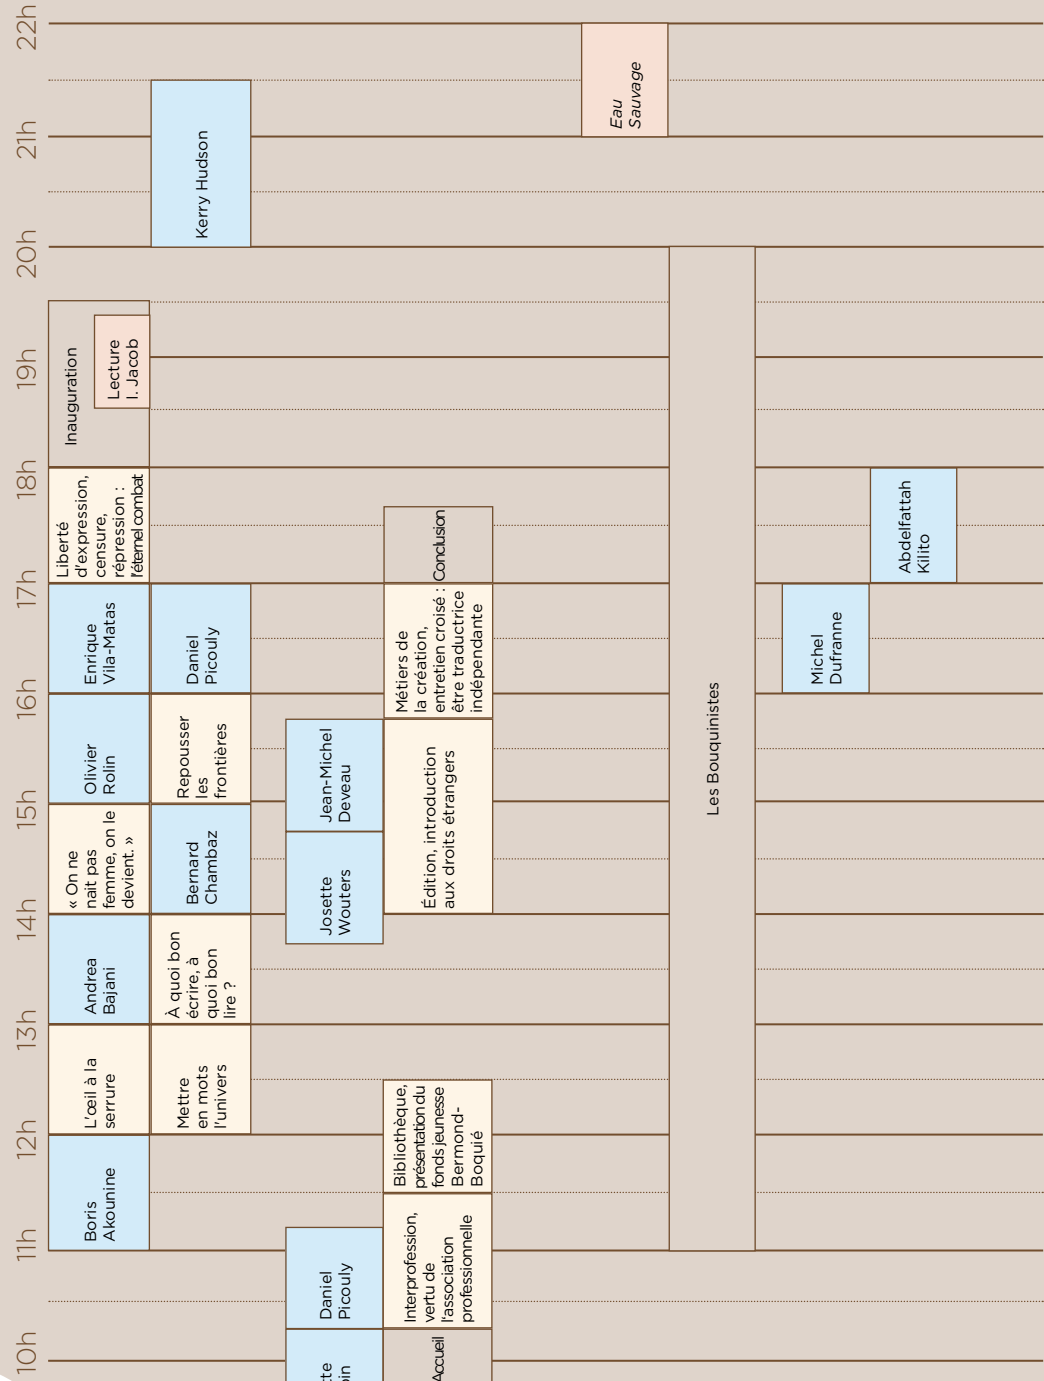 10h
11h
12h
13h
14h
15h
16h
17h
18h
19h
20h
21h
22h
Boris
Akounine
L'œil à la
serrure
Andrea
Bajani
« On ne
nait pas
femme, on le
devient. »
Olivier
Rolin
Enrique
Vila-Matas
Liberté
d'expression,
censure,
répression :
l'éternel combat
Inauguration
Lecture
I. Jacob
Mettre
en mots
l'univers
À quoi bon
écrire, à
quoi bon
lire ?
Bernard
Chambaz
Repousser
les
frontières
Daniel
Picouly
Kerry Hudson
Daniel
Picouly
Josette
Wouters
Jean-Michel
Deveau
Accueil
Interprofession,
vertu de
l'association
professionnelle
Bibliothèque,
présentation du
fonds jeunesse
Bermond-
Boquié
Édition, introduction
aux droits étrangers
Métiers de
la création,
entretien croisé :
être traductrice
indépendante
Conclusion
Eau
Sauvage
Les Bouquinistes
Michel
Dufranne
Abdelfattah
Kilito